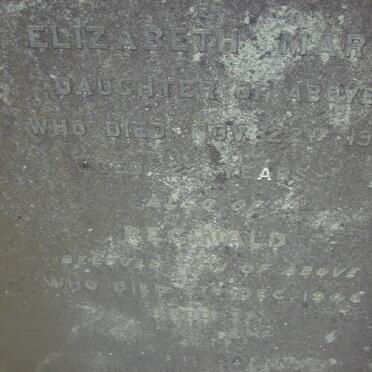 ELIZABETH MAR
DAUGHTER OF ABOVE
WHO DIED NOV. 22ND 19
AGED YEARS
ALSO OF
REGINALD
BELOVED SON OF ABOVE
WHO DIED DEC. 1946
AGED